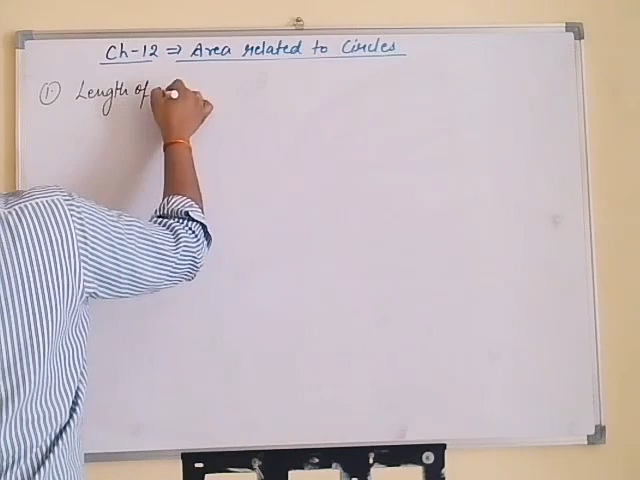 Ch-12 ⇒ Area related to Circles
① Length of